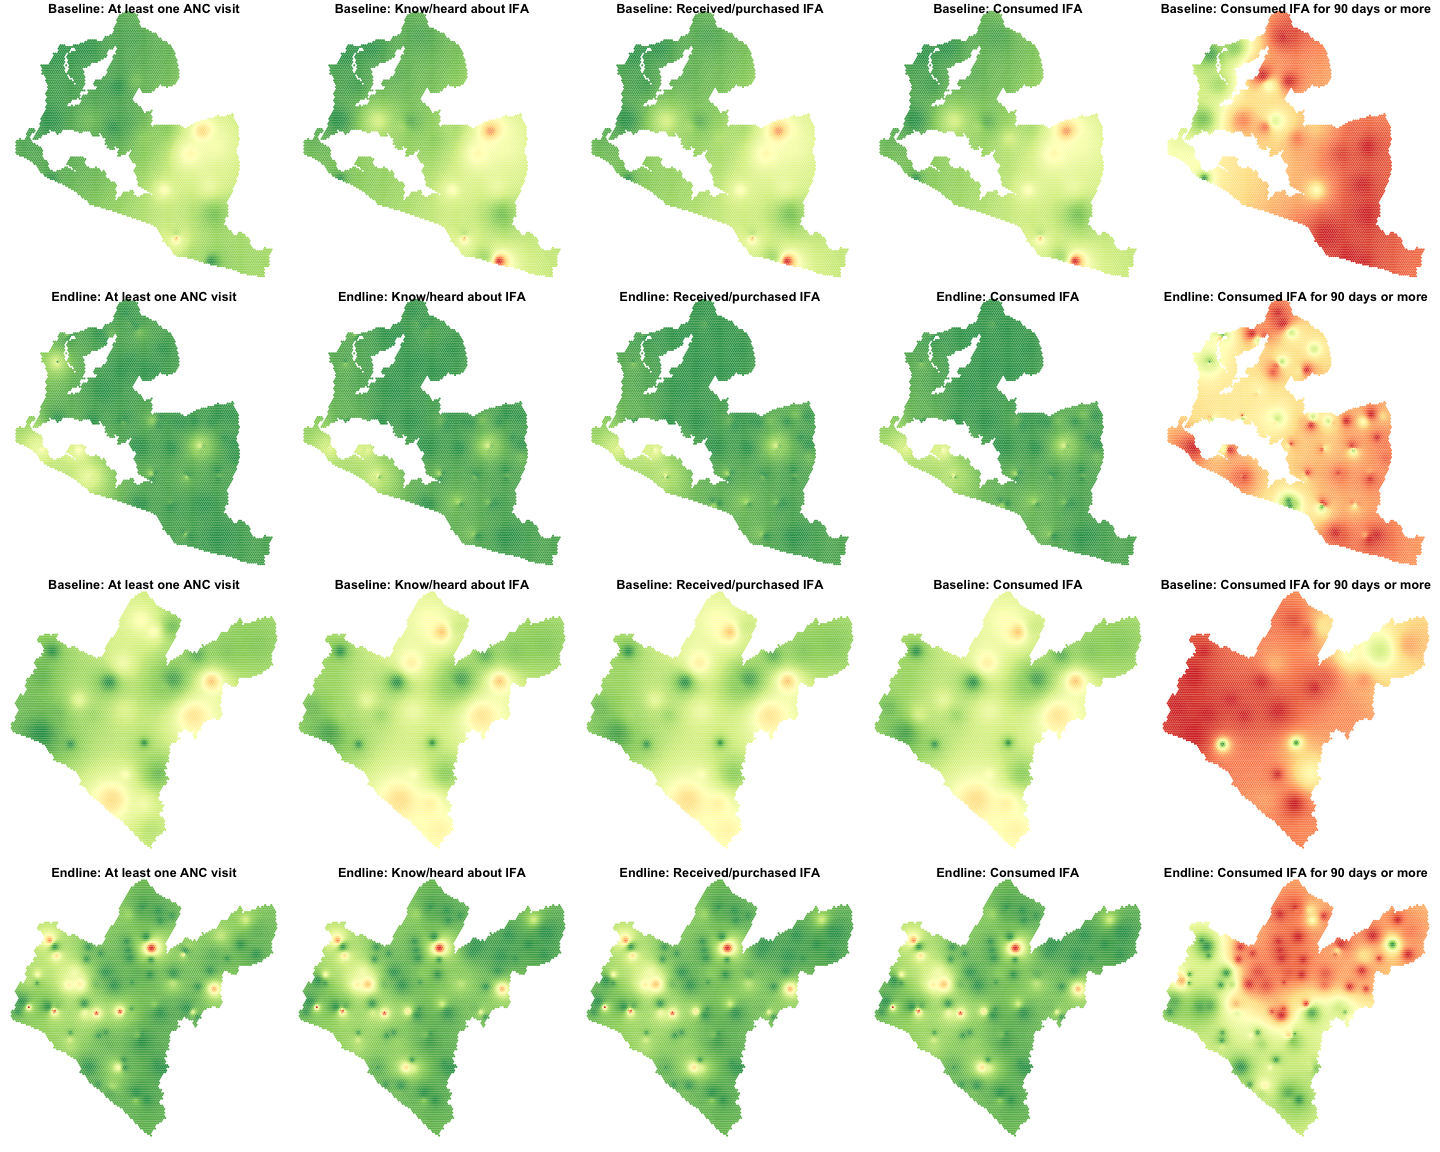 Baseline: At least one ANC visit
Baseline: Know/heard about IFA
Baseline: Received/purchased IFA
Baseline: Consumed IFA
Baseline: Consumed IFA for 90 days or more
Endline: At least one ANC visit
Endline: Know/heard about IFA
Endline: Received/purchased IFA
Endline: Consumed IFA
Endline: Consumed IFA for 90 days or more
Baseline: At least one ANC visit
Baseline: Know/heard about IFA
Baseline: Received/purchased IFA
Baseline: Consumed IFA
Baseline: Consumed IFA for 90 days or more
Endline: At least one ANC visit
Endline: Know/heard about IFA
Endline: Received/purchased IFA
Endline: Consumed IFA
Endline: Consumed IFA for 90 days or more